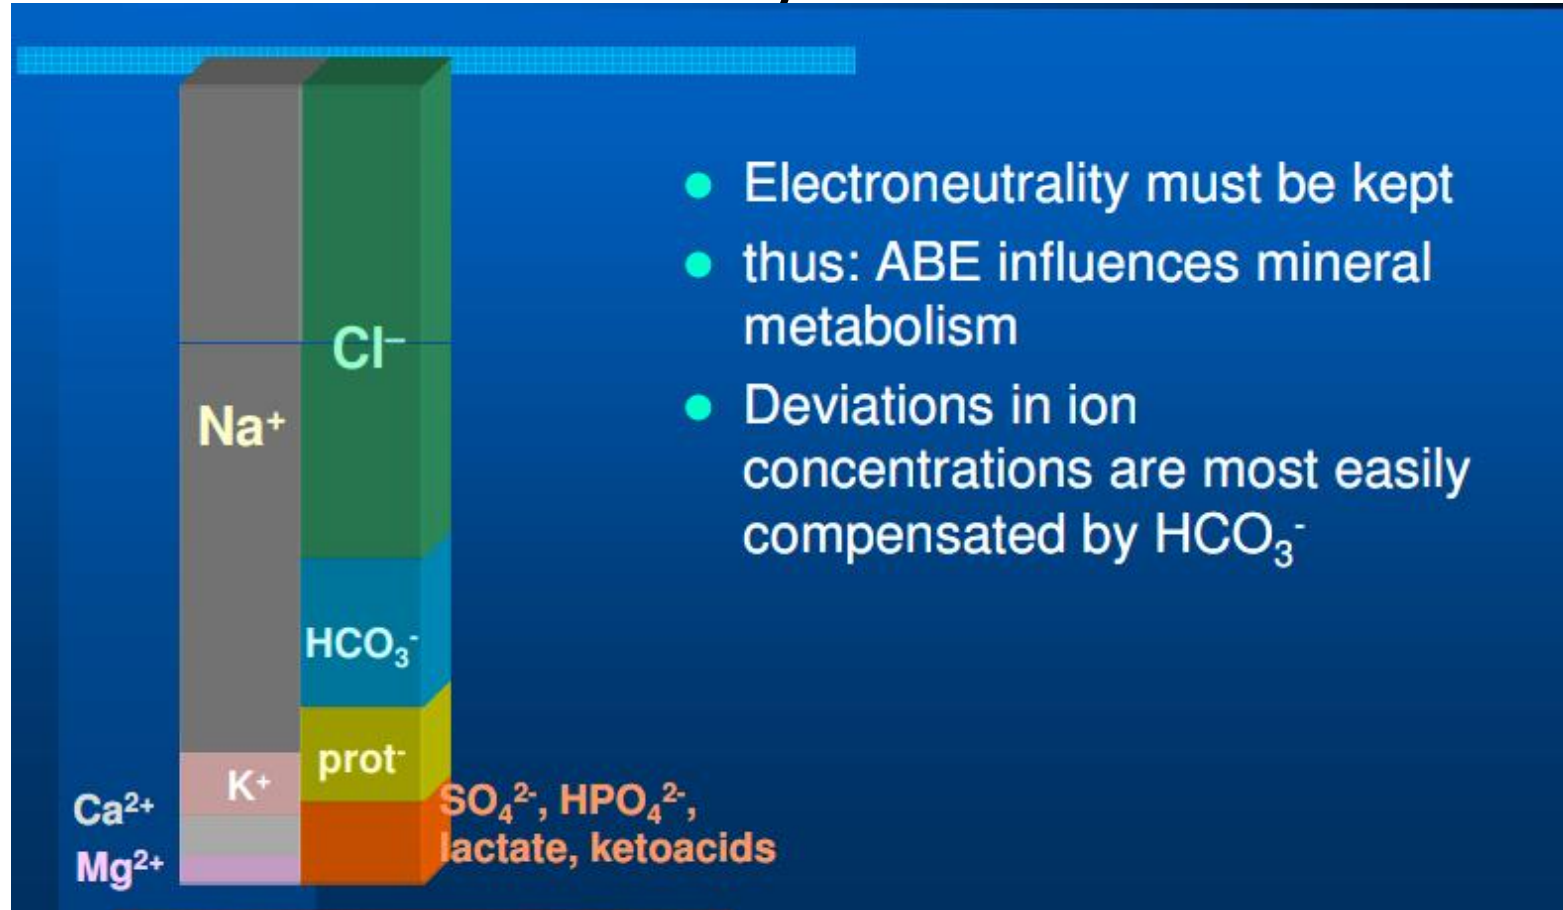 Cl–
Na⁺
HCO₃⁻
prot⁻
K⁺
Ca²⁺
Mg²⁺
SO₄²⁻, HPO₄²⁻,
lactate, ketoacids
● Electroneutrality must be kept
● thus: ABE influences mineral
metabolism
● Deviations in ion
concentrations are most easily
compensated by HCO₃⁻